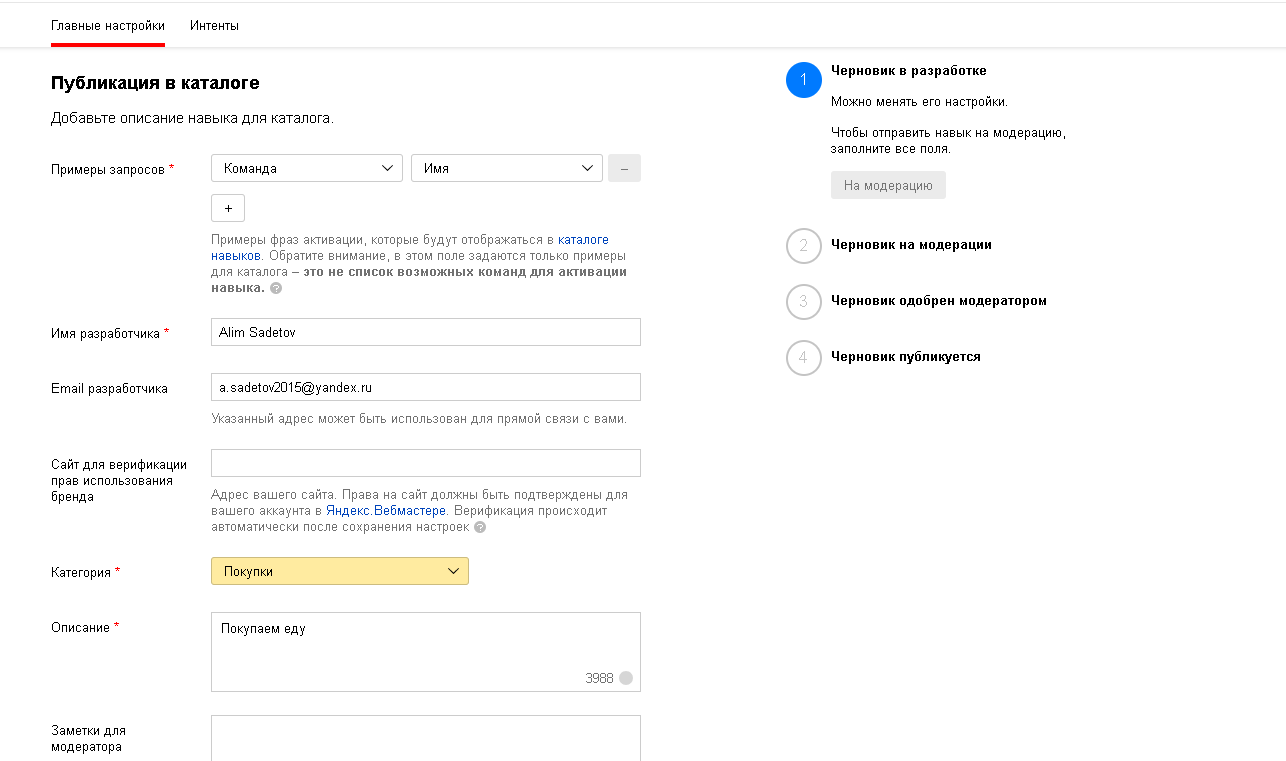 Главные настройки
Интенты
Публикация в каталоге
Добавьте описание навыка для каталога.
Примеры запросов *
Команда
Имя
–
+
Примеры фраз активации, которые будут отображаться в каталоге
навыков. Обратите внимание, в этом поле задаются только примеры
для каталога – это не список возможных команд для активации
навыка. ?
Имя разработчика *
Alim Sadetov
Email разработчика
a.sadetov2015@yandex.ru
Указанный адрес может быть использован для прямой связи с вами.
Сайт для верификации
прав использования
бренда
Адрес вашего сайта. Права на сайт должны быть подтверждены для
вашего аккаунта в Яндекс.Вебмастере. Верификация происходит
автоматически после сохранения настроек ?
Категория *
Покупки
Описание *
Покупаем еду
3988
Заметки для
модератора
1
Черновик в разработке
Можно менять его настройки.
Чтобы отправить навык на модерацию,
заполните все поля.
На модерацию
2
Черновик на модерации
3
Черновик одобрен модератором
4
Черновик публикуется